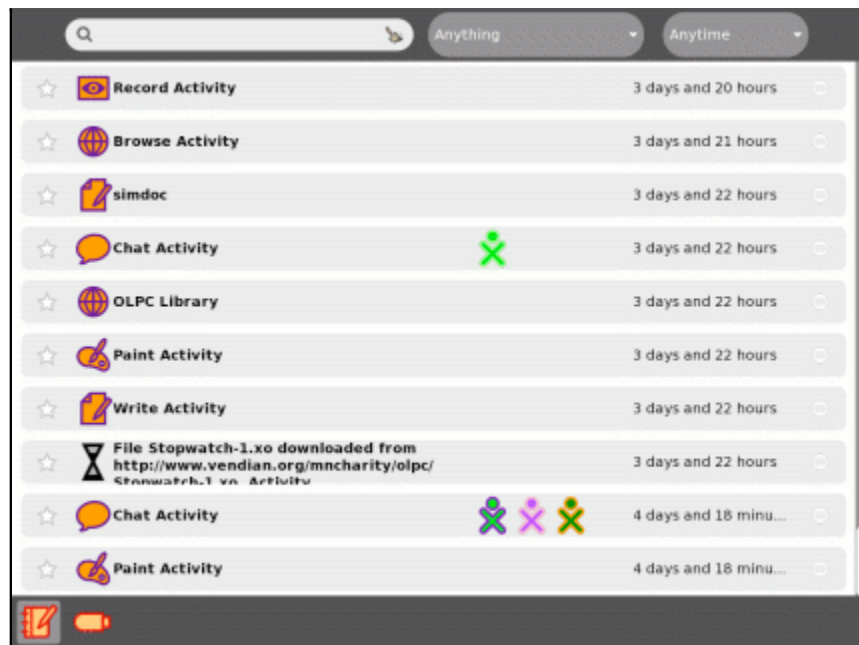 Anything
Anytime
Record Activity 3 days and 20 hours
Browse Activity 3 days and 21 hours
simdoc 3 days and 22 hours
Chat Activity 3 days and 22 hours
OLPC Library 3 days and 22 hours
Paint Activity 3 days and 22 hours
Write Activity 3 days and 22 hours
File Stopwatch-1.xo downloaded from
http://www.vendian.org/mncharity/olpc/ 3 days and 22 hours
Stopwatch-1.xo. Activity
Chat Activity 4 days and 18 minu...
Paint Activity 4 days and 18 minu...